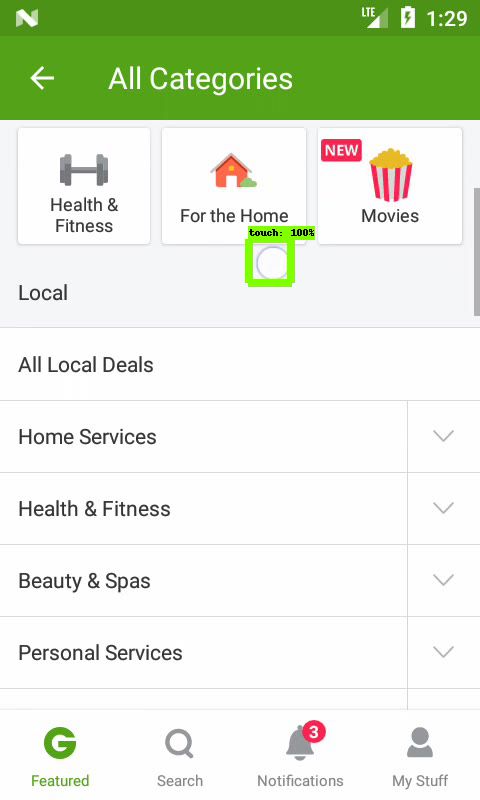 LTE 1:29
All Categories
Health &
Fitness
For the Home
NEW
Movies
touch: 100%
Local
All Local Deals
Home Services
Health & Fitness
Beauty & Spas
Personal Services
3
Featured
Search
Notifications
My Stuff